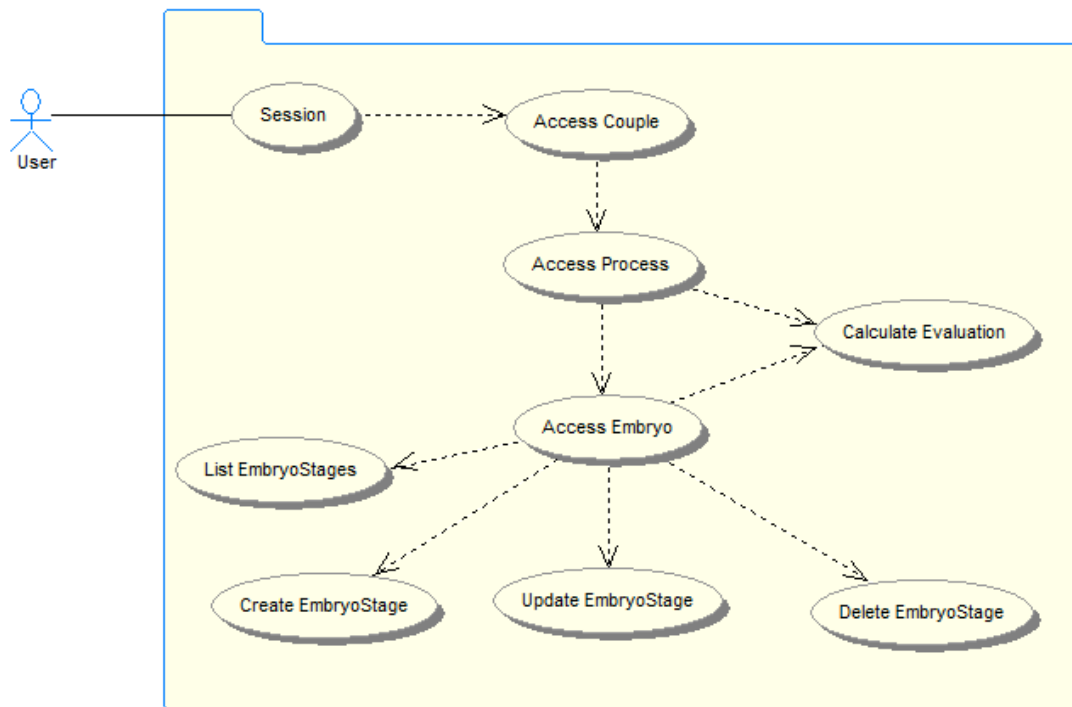 Session
Access Couple
User
Access Process
Calculate Evaluation
Access Embryo
List EmbryoStages
Create EmbryoStage
Update EmbryoStage
Delete EmbryoStage